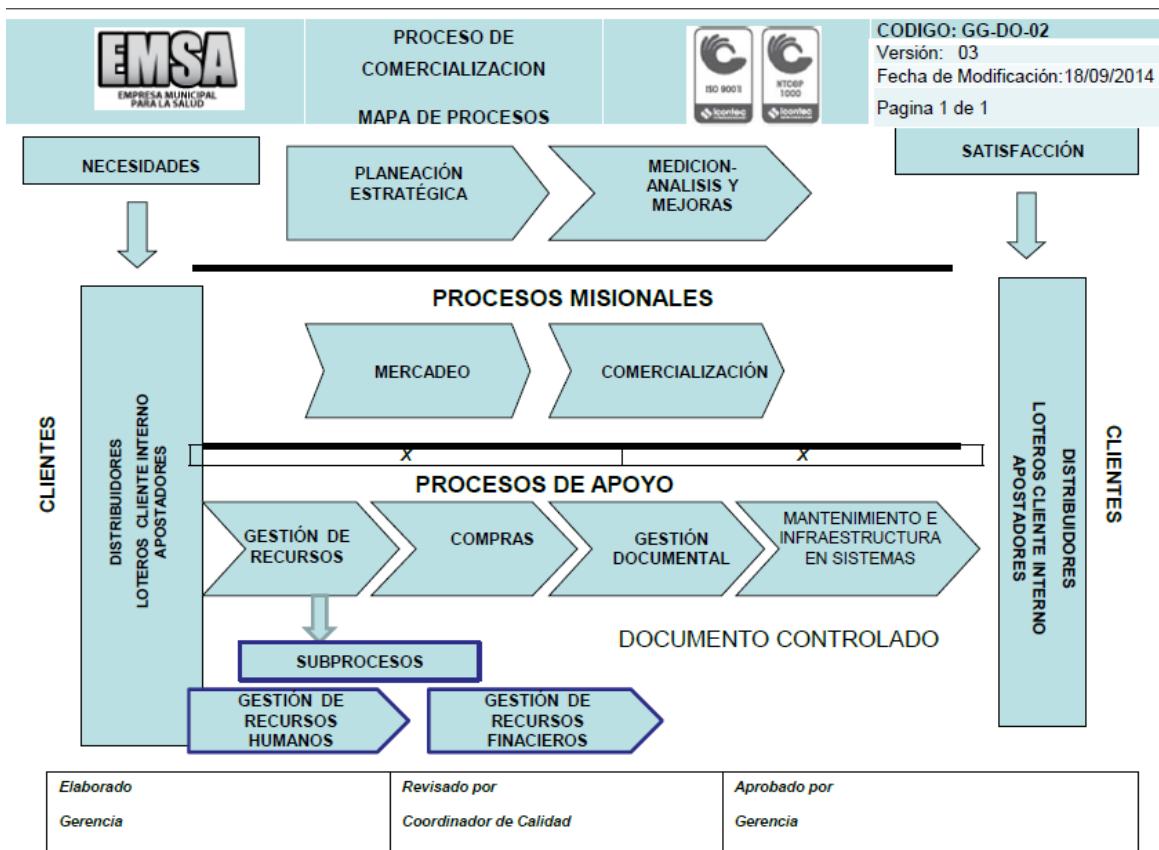 EMSA
EMPRESA MUNICIPAL
PARA LA SALUD
PROCESO DE
COMERCIALIZACION
MAPA DE PROCESOS
ISO 9001
icontec
NTCGP
1000
icontec
CODIGO: GG-DO-02
Versión: 03
Fecha de Modificación:18/09/2014
Pagina 1 de 1
NECESIDADES
PLANEACIÓN
ESTRATÉGICA
MEDICION-
ANALISIS Y
MEJORAS
SATISFACCIÓN
PROCESOS MISIONALES
MERCADEO
COMERCIALIZACIÓN
CLIENTES
DISTRIBUIDORES
LOTEROS CLIENTE INTERNO
APOSTADORES
X
X
PROCESOS DE APOYO
GESTIÓN DE
RECURSOS
COMPRAS
GESTIÓN
DOCUMENTAL
MANTENIMIENTO E
INFRAESTRUCTURA
EN SISTEMAS
DISTRIBUIDORES
LOTEROS CLIENTE INTERNO
APOSTADORES
CLIENTES
SUBPROCESOS
DOCUMENTO CONTROLADO
GESTIÓN DE
RECURSOS
HUMANOS
GESTIÓN DE
RECURSOS
FINACIEROS
Elaborado
Gerencia
Revisado por
Coordinador de Calidad
Aprobado por
Gerencia